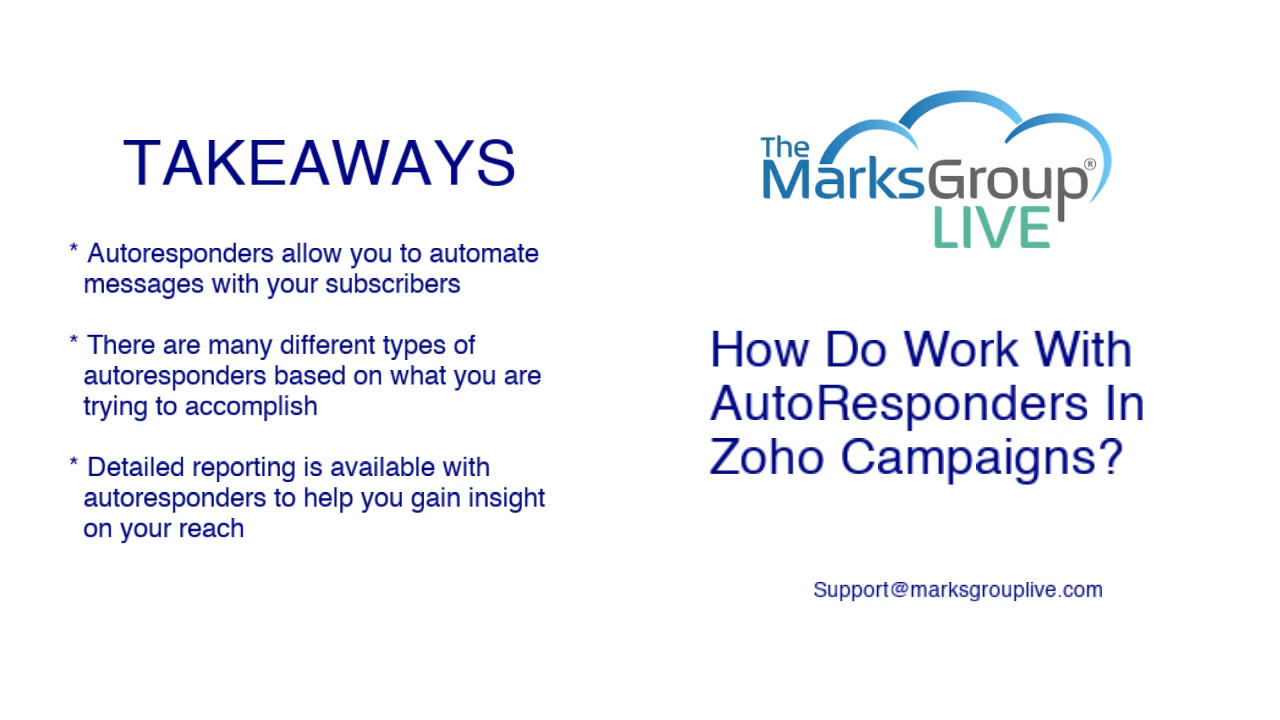 TAKEAWAYS
* Autoresponders allow you to automate
messages with your subscribers
* There are many different types of
autoresponders based on what you are
trying to accomplish
* Detailed reporting is available with
autoresponders to help you gain insight
on your reach
The
MarksGroup®
LIVE
How Do Work With
AutoResponders In
Zoho Campaigns?
Support@marksgrouplive.com